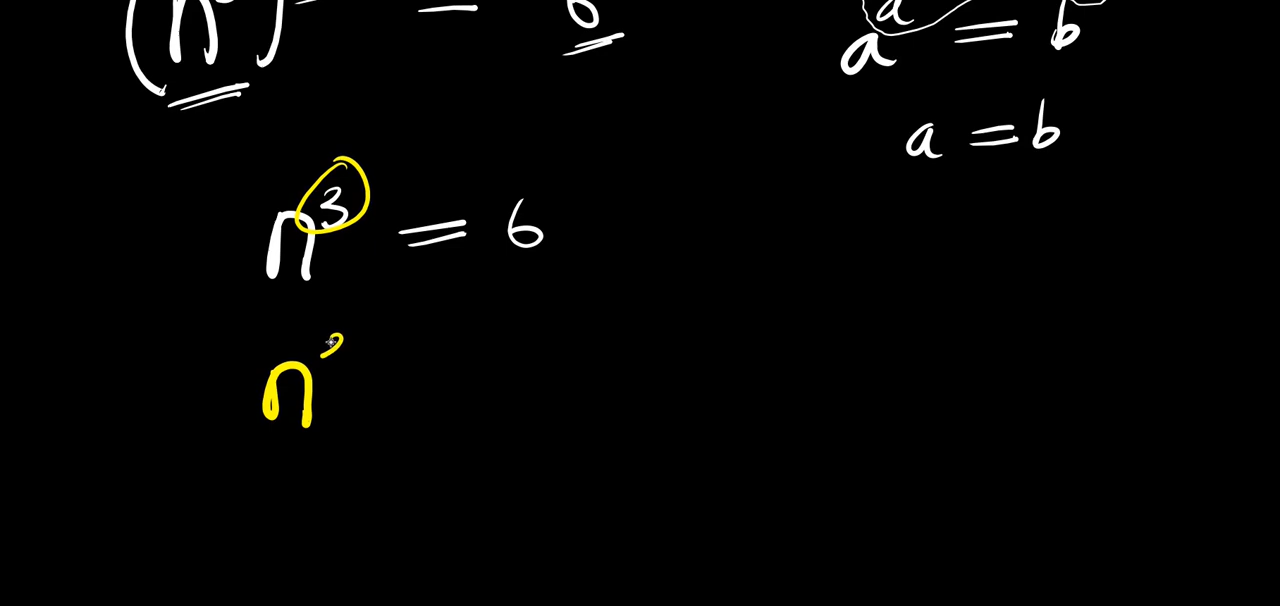 (n ) = 6
a^a = b
a = b
n^3 = 6
n